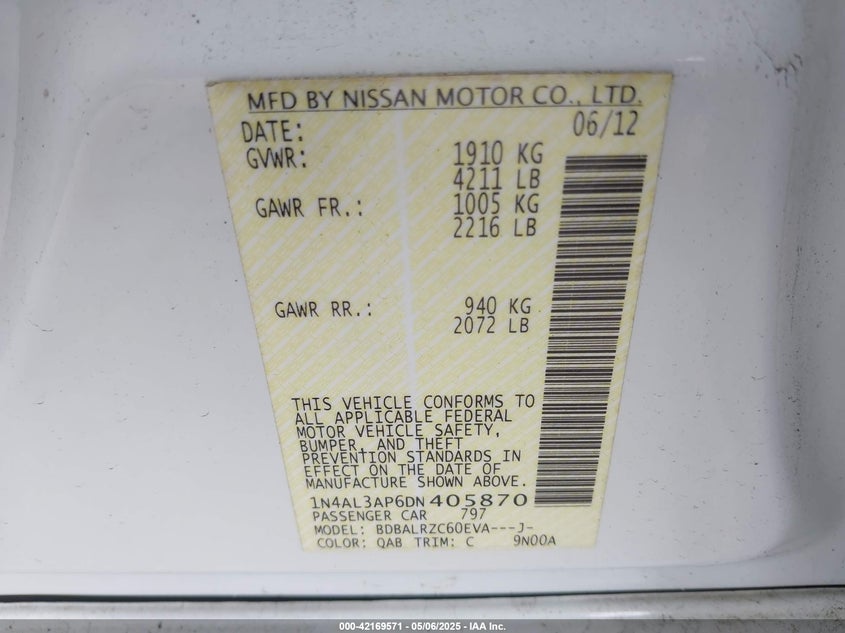 MFD BY NISSAN MOTOR CO., LTD.
DATE: 06/12
GVWR: 1910 KG
4211 LB
GAWR FR.: 1005 KG
2216 LB
GAWR RR.: 940 KG
2072 LB
THIS VEHICLE CONFORMS TO
ALL APPLICABLE FEDERAL
MOTOR VEHICLE SAFETY,
BUMPER, AND THEFT
PREVENTION STANDARDS IN
EFFECT ON THE DATE OF
MANUFACTURE SHOWN ABOVE.
1N4AL3AP6DN405870
PASSENGER CAR 797
MODEL: BDBALRZC60EVA---J-
COLOR: QAB TRIM: C 9N00A
000-42169571 - 05/06/2025 - IAA Inc.